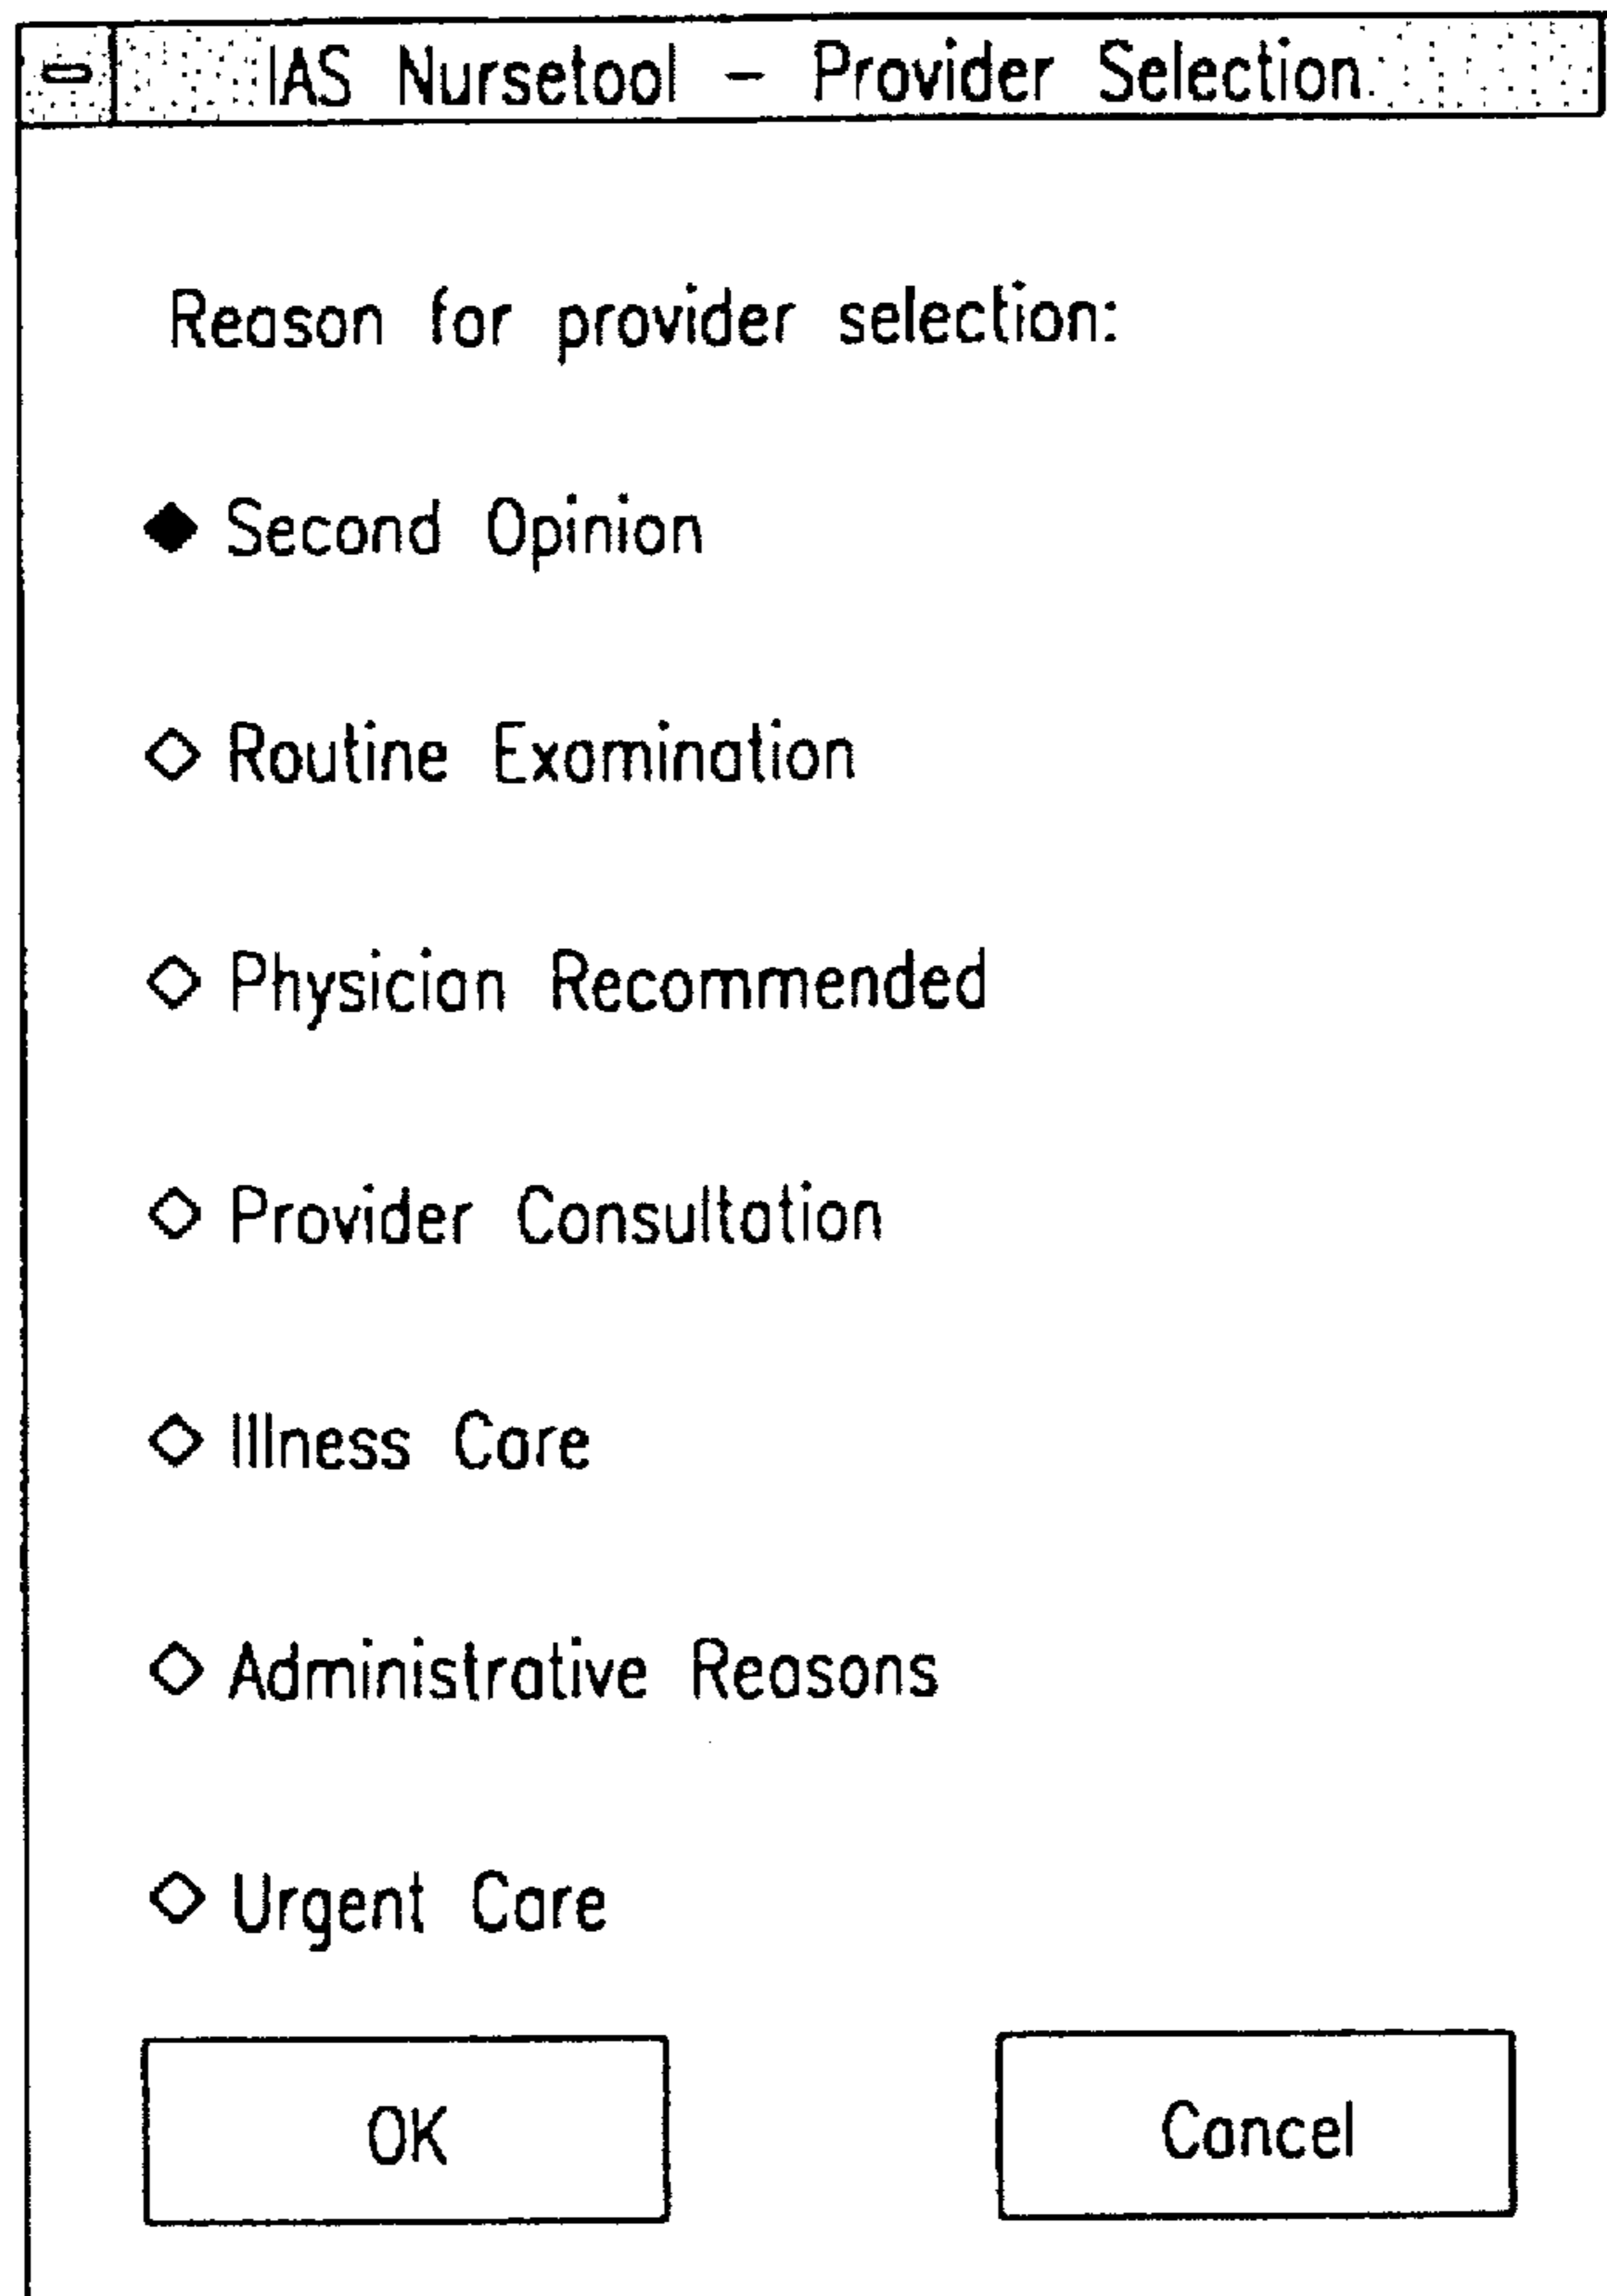 IAS Nursetool - Provider Selection
Reason for provider selection:
Second Opinion
Routine Examination
Physician Recommended
Provider Consultation
Illness Care
Administrative Reasons
Urgent Care
OK Cancel